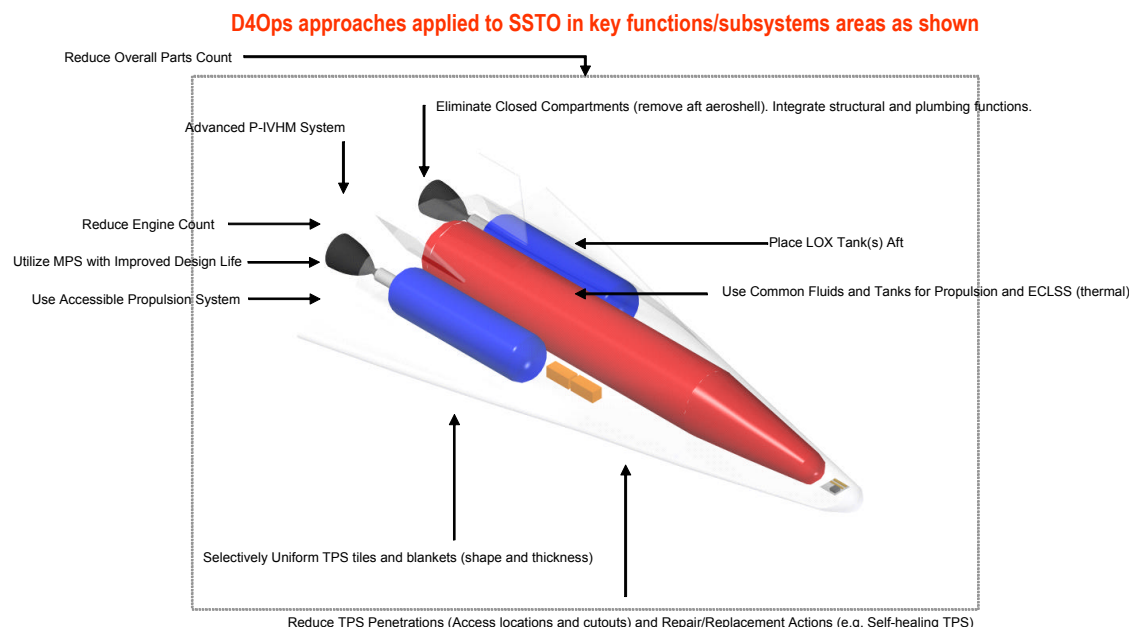 D4Ops approaches applied to SSTO in key functions/subsystems areas as shown
Reduce Overall Parts Count
Eliminate Closed Compartments (remove aft aeroshell). Integrate structural and plumbing functions.
Advanced P-IVHM System
Reduce Engine Count
Place LOX Tank(s) Aft
Utilize MPS with Improved Design Life
Use Common Fluids and Tanks for Propulsion and ECLSS (thermal)
Use Accessible Propulsion System
Selectively Uniform TPS tiles and blankets (shape and thickness)
Reduce TPS Penetrations (Access locations and cutouts) and Repair/Replacement Actions (e.g. Self-healing TPS)